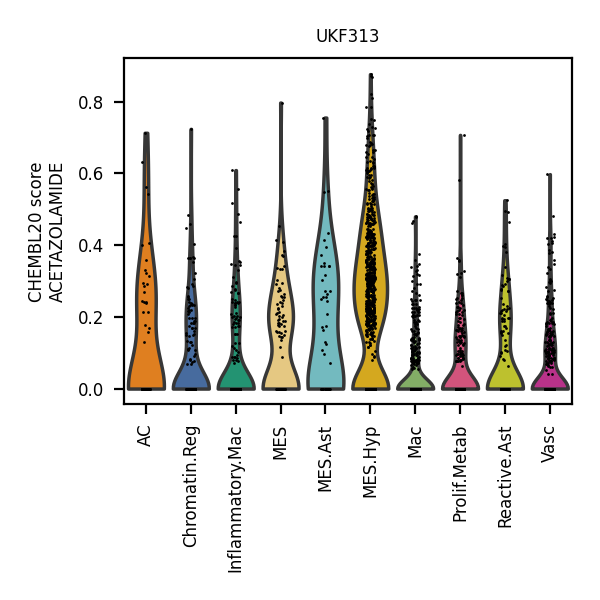 UKF313
CHEMBL20 score
ACETAZOLAMIDE
0.8
0.6
0.4
0.2
0.0
AC
Chromatin.Reg
Inflammatory.Mac
MES
MES.Ast
MES.Hyp
Mac
Prolif.Metab
Reactive.Ast
Vasc